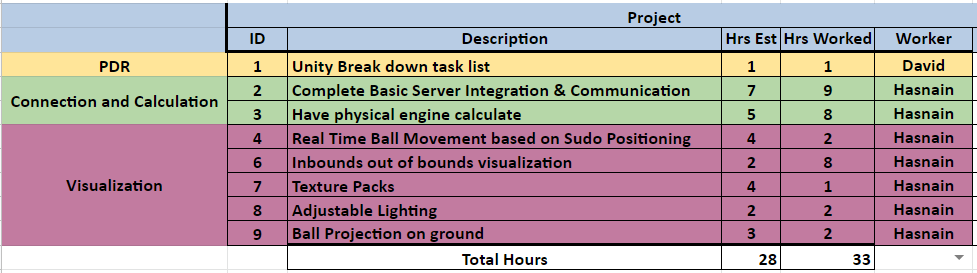 Project
ID Description Hrs Est Hrs Worked Worker
PDR 1 Unity Break down task list 1 1 David
Connection and Calculation
2 Complete Basic Server Integration & Communication 7 9 Hasnain
3 Have physical engine calculate 5 8 Hasnain
Visualization
4 Real Time Ball Movement based on Sudo Positioning 4 2 Hasnain
6 Inbounds out of bounds visualization 2 8 Hasnain
7 Texture Packs 4 1 Hasnain
8 Adjustable Lighting 2 2 Hasnain
9 Ball Projection on ground 3 2 Hasnain
Total Hours 28 33